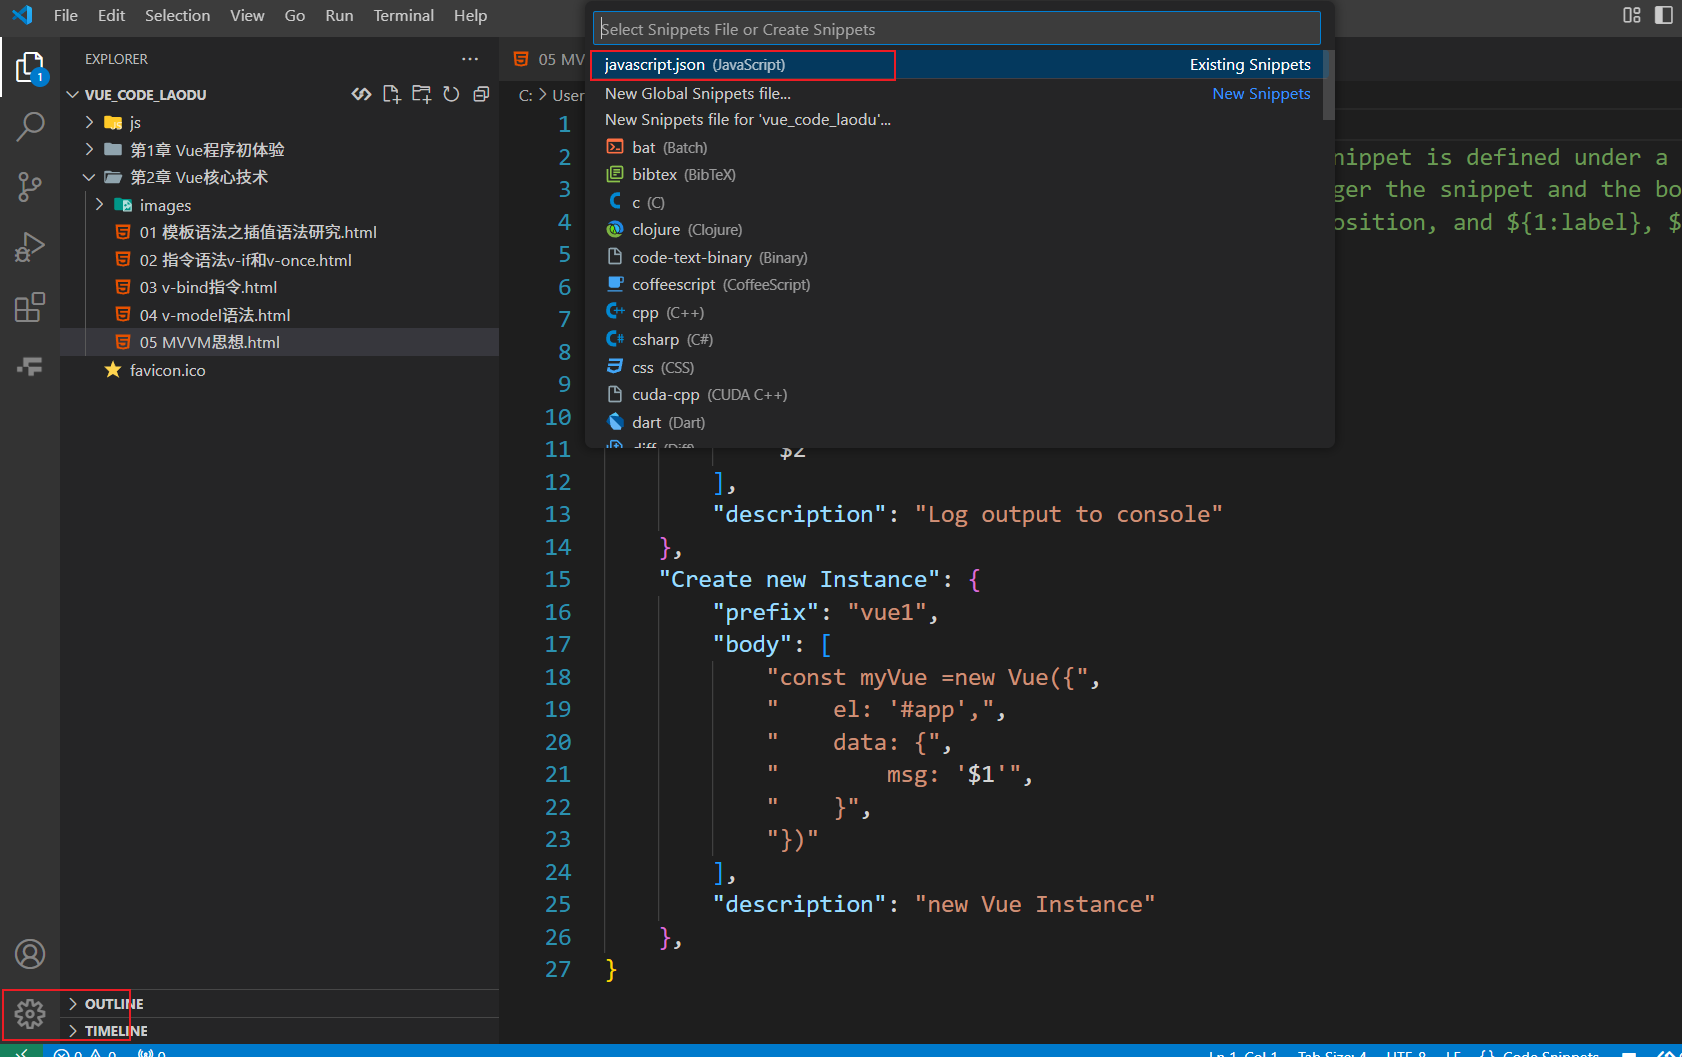 File Edit Selection View Go Run Terminal Help
Select Snippets File or Create Snippets
EXPLORER
05 MV
javascript.json (JavaScript) Existing Snippets
VUE_CODE_LAODU
C: > User
New Global Snippets file... New Snippets
New Snippets file for 'vue_code_laodu'...
js
第1章 Vue程序初体验
第2章 Vue核心技术
images
01 模板语法之插值语法研究.html
02 指令语法v-if和v-once.html
03 v-bind指令.html
04 v-model语法.html
05 MVVM思想.html
favicon.ico
bat (Batch)
bibtex (BibTeX)
c (C)
clojure (Clojure)
code-text-binary (Binary)
coffeescript (CoffeeScript)
cpp (C++)
csharp (C#)
css (CSS)
cuda-cpp (CUDA C++)
dart (Dart)
diff (Diff)
1
2 nippet is defined under a
3 ger the snippet and the bo
4 osition, and ${1:label}, $
5
6
7
8
9
10
11 $2
12 ],
13 "description": "Log output to console"
14 },
15 "Create new Instance": {
16 "prefix": "vue1",
17 "body": [
18 "const myVue =new Vue({",
19 "    el: '#app',",
20 "    data: {",
21 "        msg: '$1'",
22 "    }",
23 "})"
24 ],
25 "description": "new Vue Instance"
26 },
27 }
1
OUTLINE
TIMELINE
0 0 0 Ln 1, Col 1 Tab Size: 4 UTF-8 LF {} Code Snippets